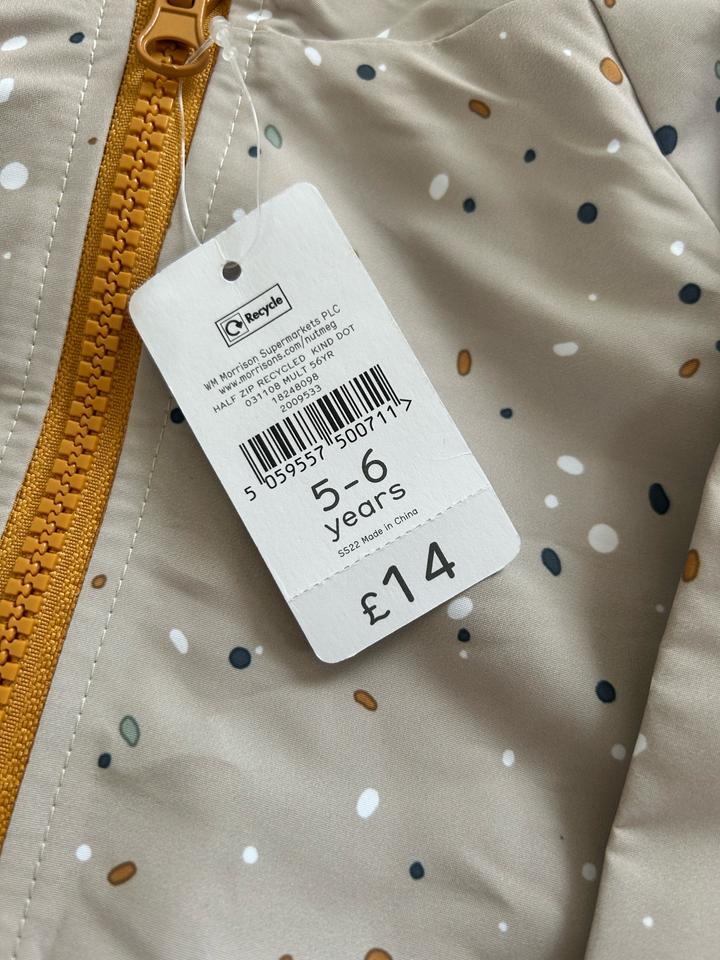 Recycle
WM Morrison Supermarkets PLC
www.morrisons.com/nutmeg
HALF ZIP RECYCLED KIND DOT
031108 MULT 56YR
18248098
2009533
5 059557 500711 >
5-6
years
SS22 Made in China
£14